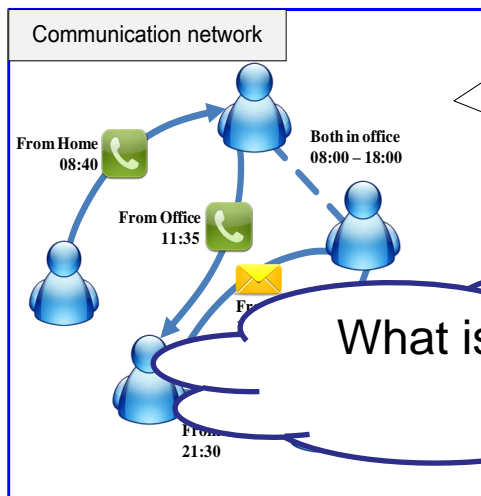 Communication network
From Home
08:40
Both in office
08:00 – 18:00
From Office
11:35
What is
21:30